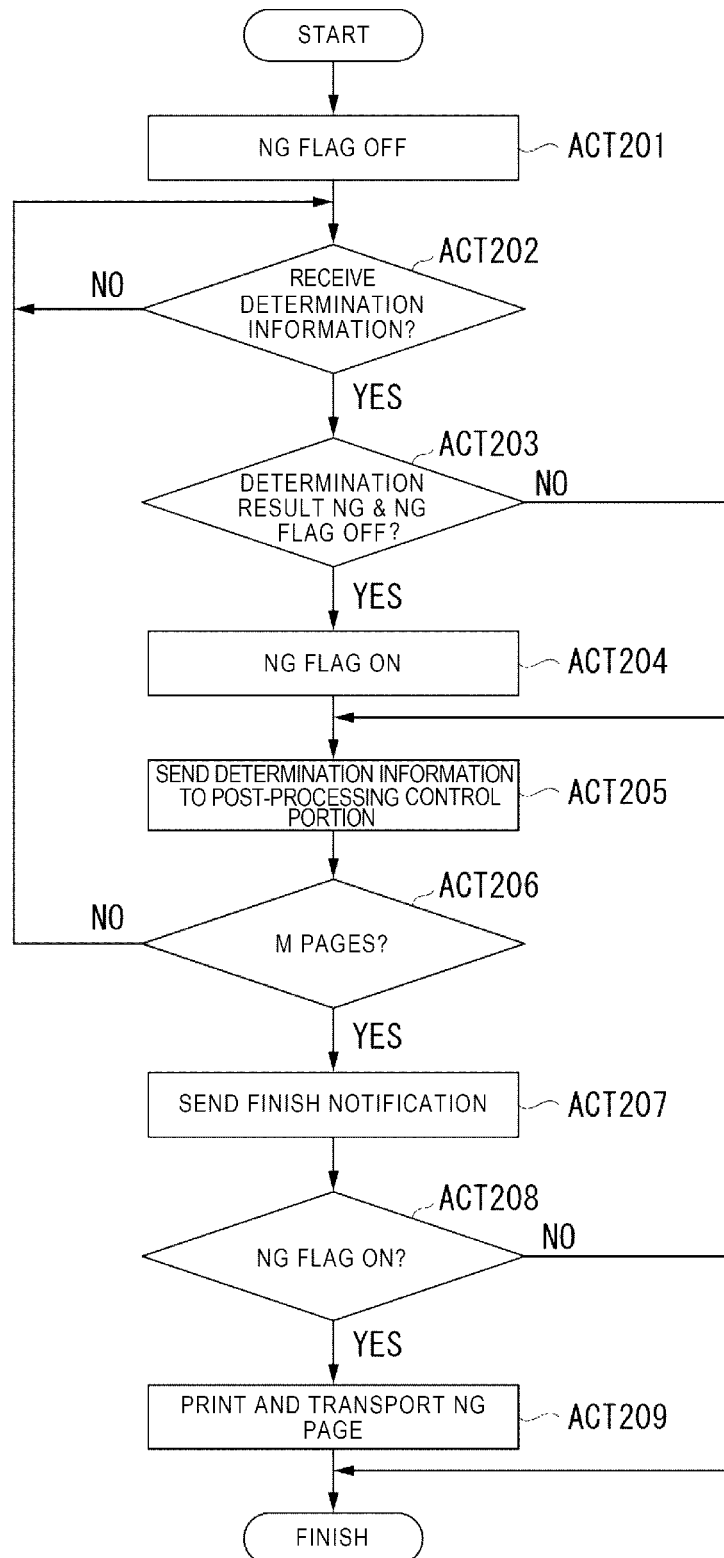 START
NG FLAG OFF
ACT201
ACT202
NO
RECEIVE
DETERMINATION
INFORMATION?
YES
ACT203
NO
DETERMINATION
RESULT NG & NG
FLAG OFF?
YES
NG FLAG ON
ACT204
SEND DETERMINATION INFORMATION
TO POST-PROCESSING CONTROL
PORTION
ACT205
ACT206
NO
M PAGES?
YES
SEND FINISH NOTIFICATION
ACT207
ACT208
NO
NG FLAG ON?
YES
PRINT AND TRANSPORT NG
PAGE
ACT209
FINISH